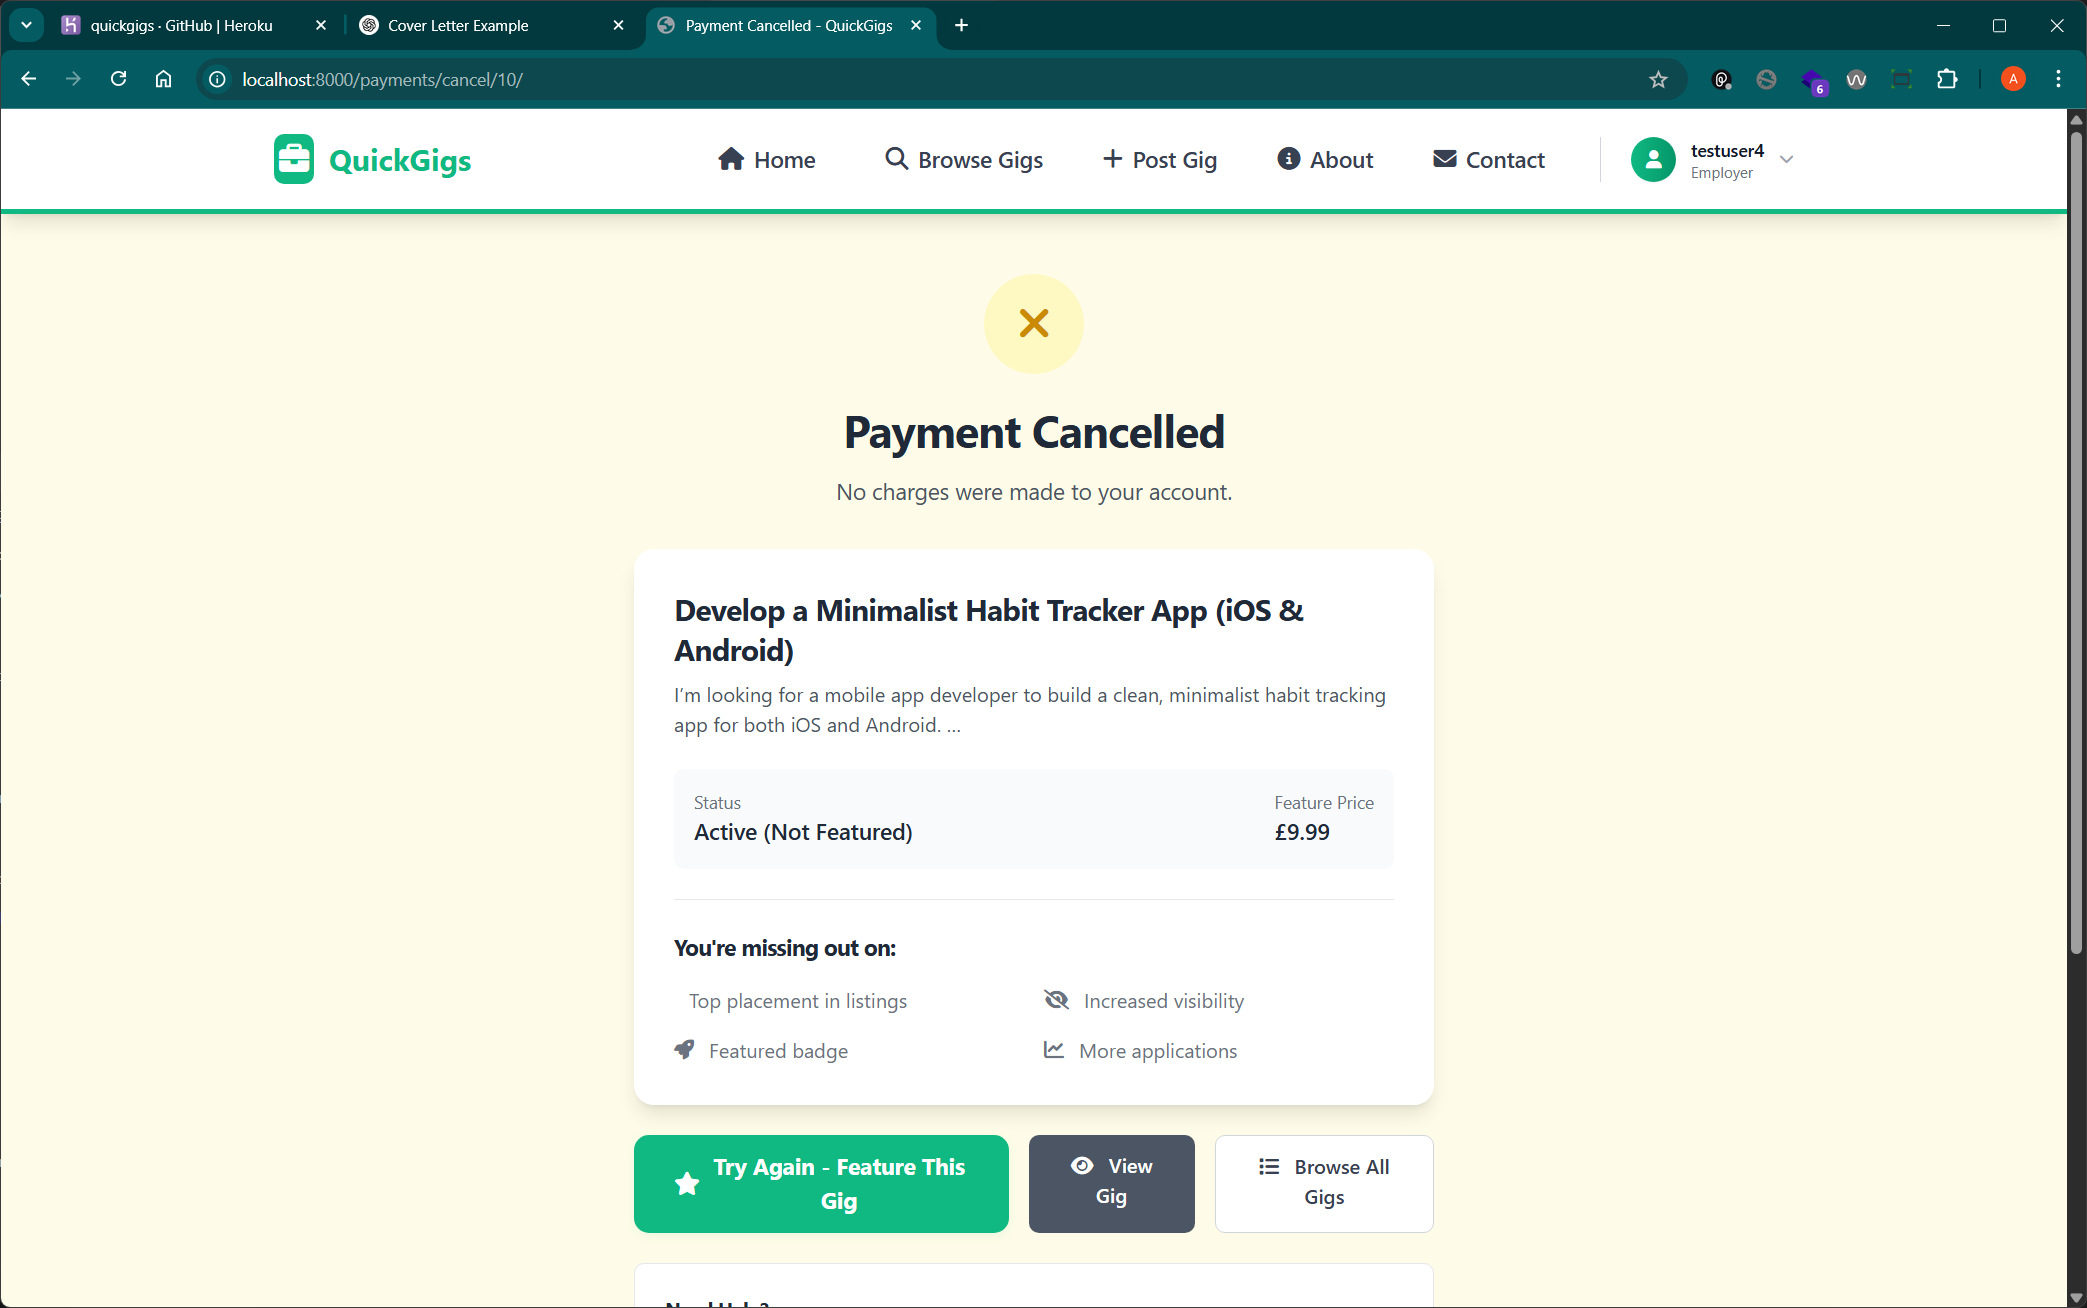 quickgigs · GitHub | Heroku
Cover Letter Example
Payment Cancelled - QuickGigs
localhost:8000/payments/cancel/10/
6
A
QuickGigs
Home
Browse Gigs
Post Gig
About
Contact
testuser4
Employer
Payment Cancelled
No charges were made to your account.
Develop a Minimalist Habit Tracker App (iOS &
Android)
I’m looking for a mobile app developer to build a clean, minimalist habit tracking
app for both iOS and Android. ...
Status
Feature Price
Active (Not Featured)
£9.99
You're missing out on:
Top placement in listings
Increased visibility
Featured badge
More applications
Try Again - Feature This
Gig
View
Gig
Browse All
Gigs